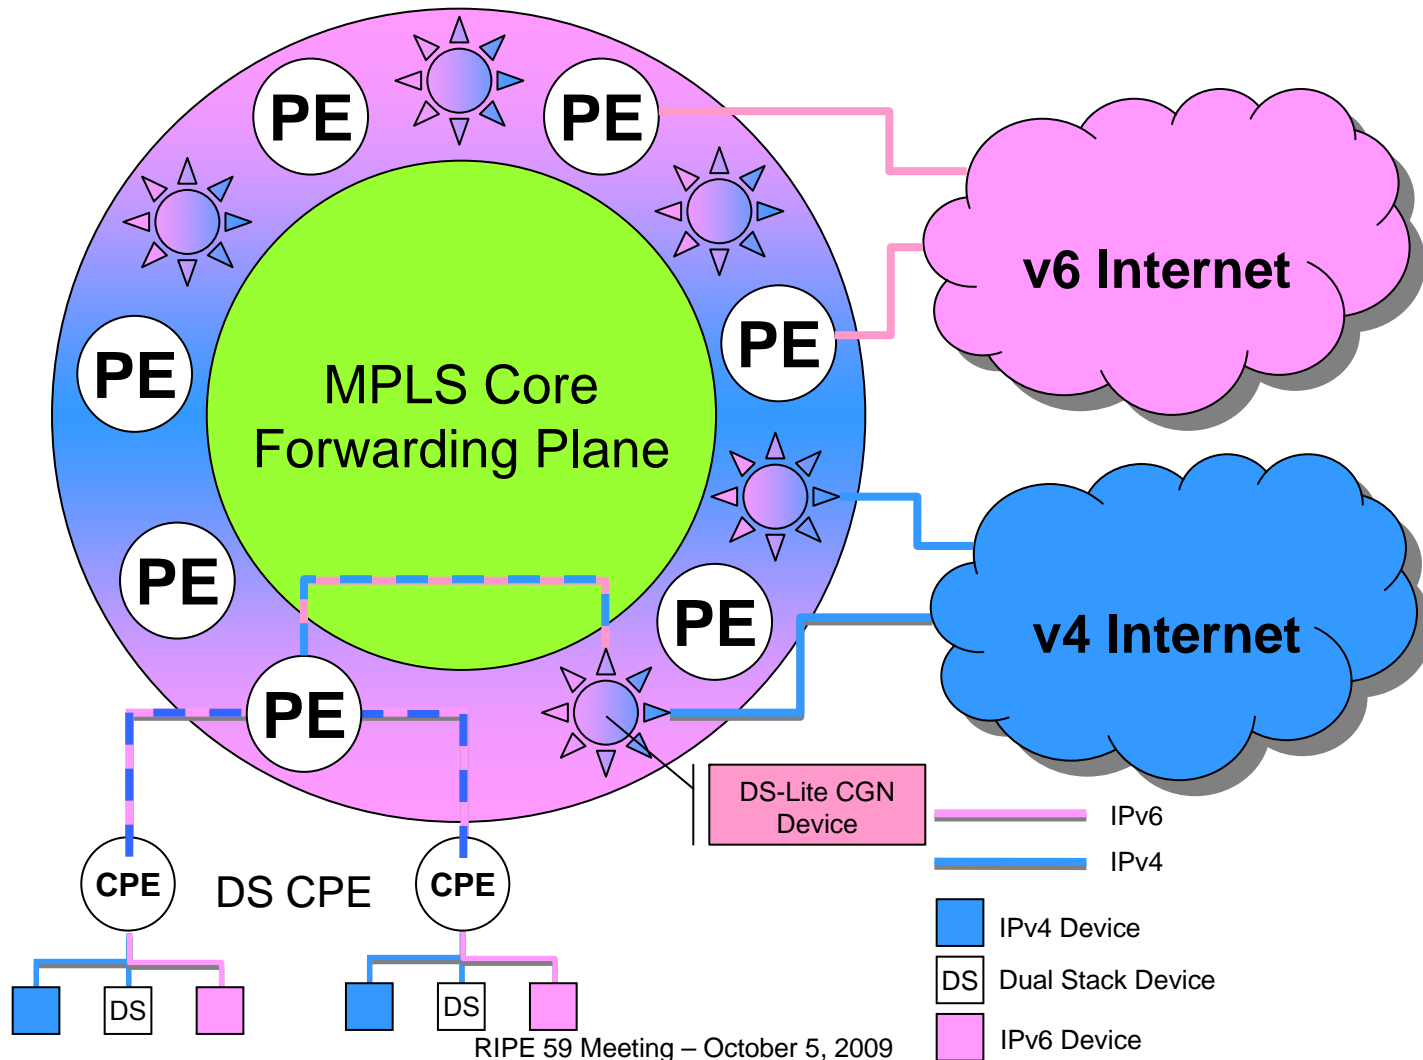 PE
PE
v6 Internet
PE
PE
MPLS Core
Forwarding Plane
PE
PE
v4 Internet
PE
DS-Lite CGN
Device
IPv6
IPv4
CPE
DS CPE
CPE
IPv4 Device
DS
Dual Stack Device
DS
DS
IPv6 Device
RIPE 59 Meeting – October 5, 2009